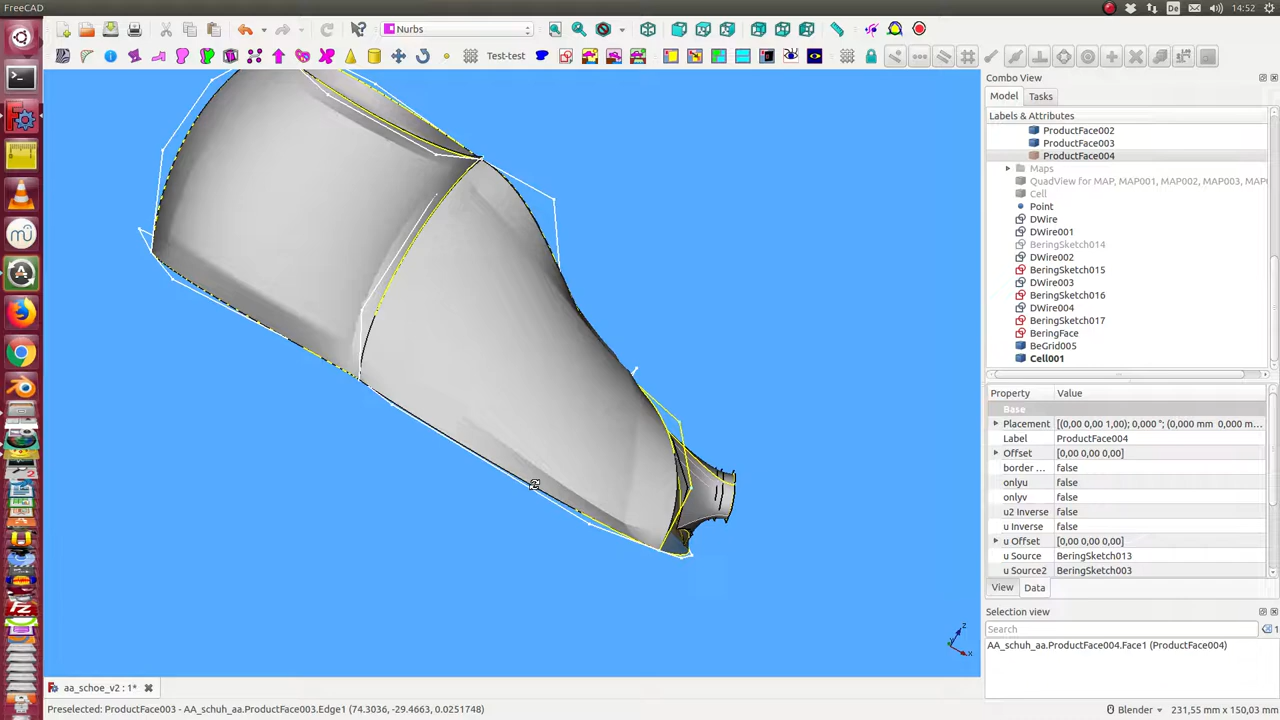 FreeCAD
De
14:52
Nurbs
Test-test
Combo View
Model
Tasks
Labels & Attributes
ProductFace002
ProductFace003
ProductFace004
Maps
QuadView for MAP, MAP001, MAP002, MAP003, MAP
Cell
Point
DWire
DWire001
BeringSketch014
DWire002
BeringSketch015
DWire003
BeringSketch016
DWire004
BeringSketch017
BeringFace
BeGrid005
Cell001
Property Value
Base
Placement [(0,00 0,00 1,00); 0,000 °; (0,000 mm 0,000 m...
Label ProductFace004
Offset [0,00 0,00 0,00]
border ... false
onlyu false
onlyv false
u2 Inverse false
u Inverse false
u Offset [0,00 0,00 0,00]
u Source BeringSketch013
u Source2 BeringSketch003
View
Data
Selection view
Search
1
AA_schuh_aa.ProductFace004.Face1 (ProductFace004)
z
x
aa_schoe_v2 : 1*
Preselected: ProductFace003 - AA_schuh_aa.ProductFace003.Edge1 (74.3036, -29.4663, 0.0251748)
Blender
231,55 mm x 150,03 mm